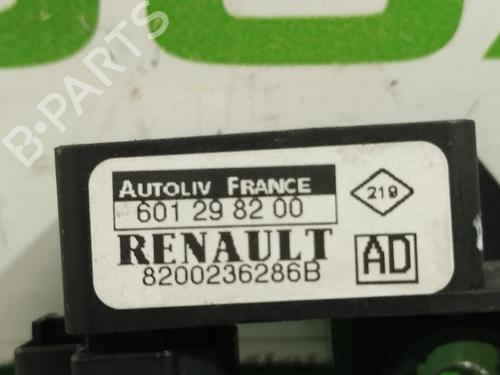 B-PARTS
AUTOLIV FRANCE
601 29 82 00
219
RENAULT
8200236286B
AD